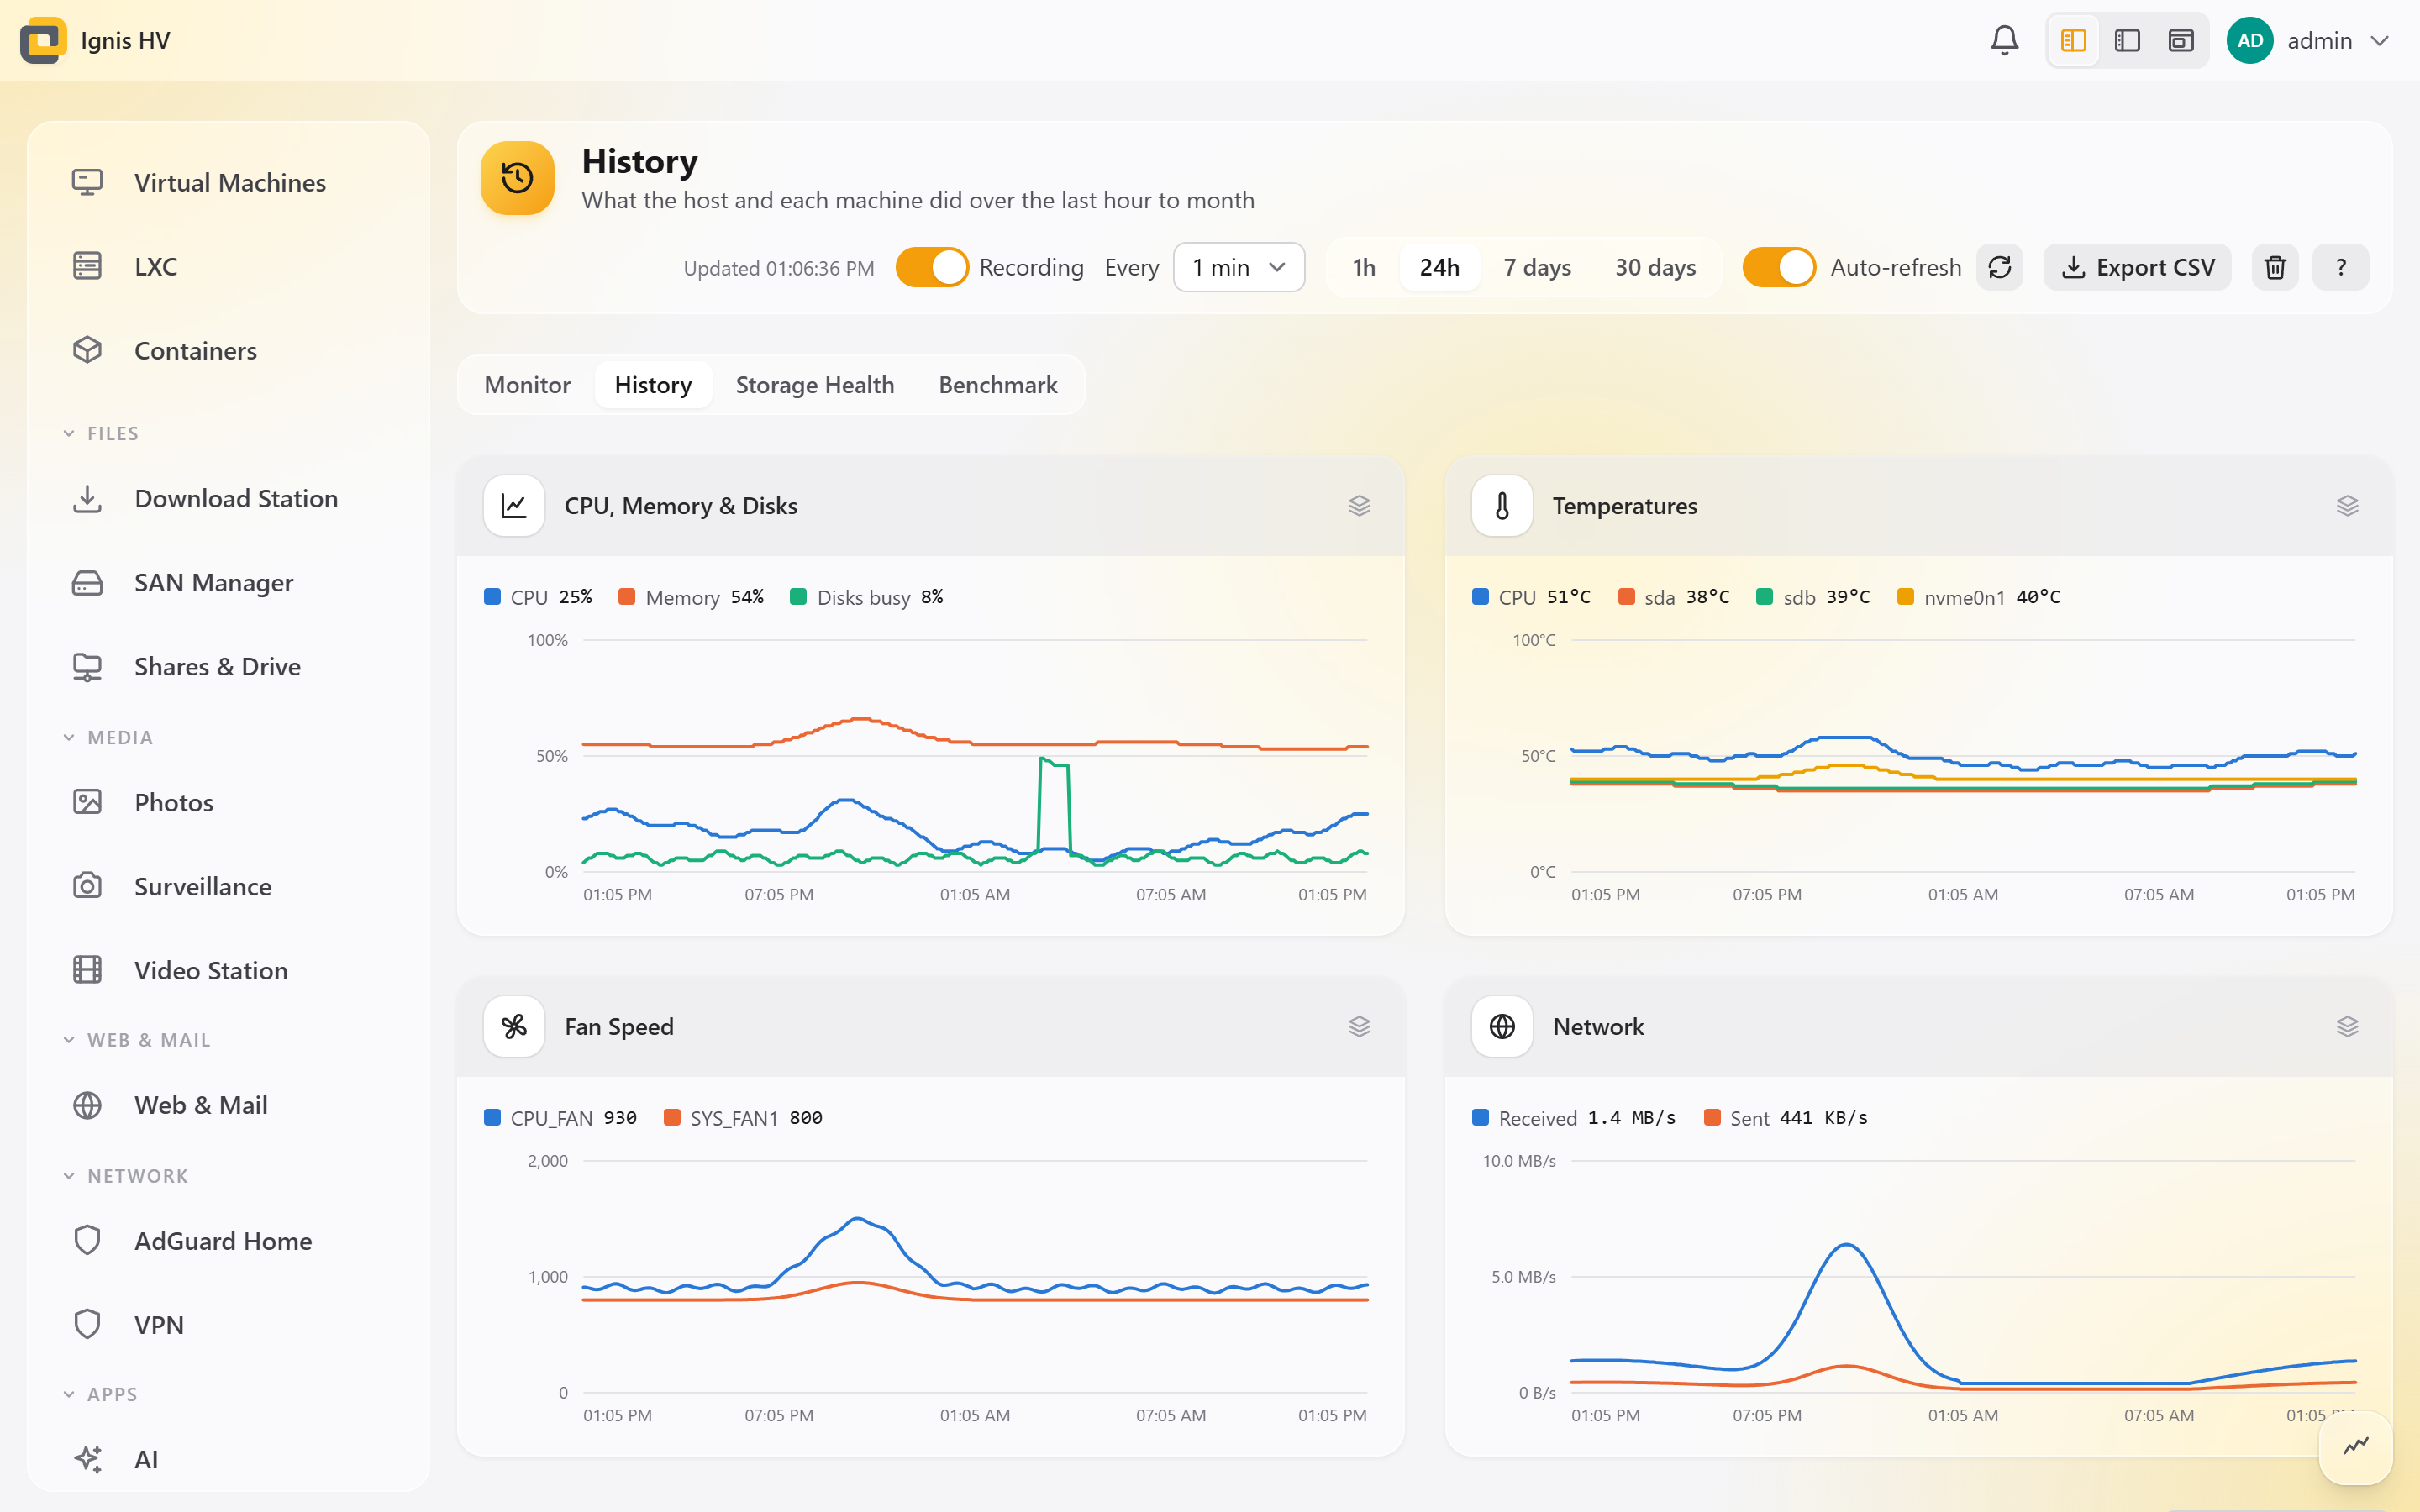 Ignis HV
AD admin
Virtual Machines
LXC
Containers
FILES
Download Station
SAN Manager
Shares & Drive
MEDIA
Photos
Surveillance
Video Station
WEB & MAIL
Web & Mail
NETWORK
AdGuard Home
VPN
APPS
AI
History
What the host and each machine did over the last hour to month
Updated 01:06:36 PM Recording Every 1 min 1h 24h 7 days 30 days Auto-refresh Export CSV ?
Monitor History Storage Health Benchmark
CPU, Memory & Disks
CPU 25% Memory 54% Disks busy 8%
100%
50%
0%
01:05 PM 07:05 PM 01:05 AM 07:05 AM 01:05 PM
Temperatures
CPU 51°C sda 38°C sdb 39°C nvme0n1 40°C
100°C
50°C
0°C
01:05 PM 07:05 PM 01:05 AM 07:05 AM 01:05 PM
Fan Speed
CPU_FAN 930 SYS_FAN1 800
2,000
1,000
0
01:05 PM 07:05 PM 01:05 AM 07:05 AM 01:05 PM
Network
Received 1.4 MB/s Sent 441 KB/s
10.0 MB/s
5.0 MB/s
0 B/s
01:05 PM 07:05 PM 01:05 AM 07:05 AM 01:05